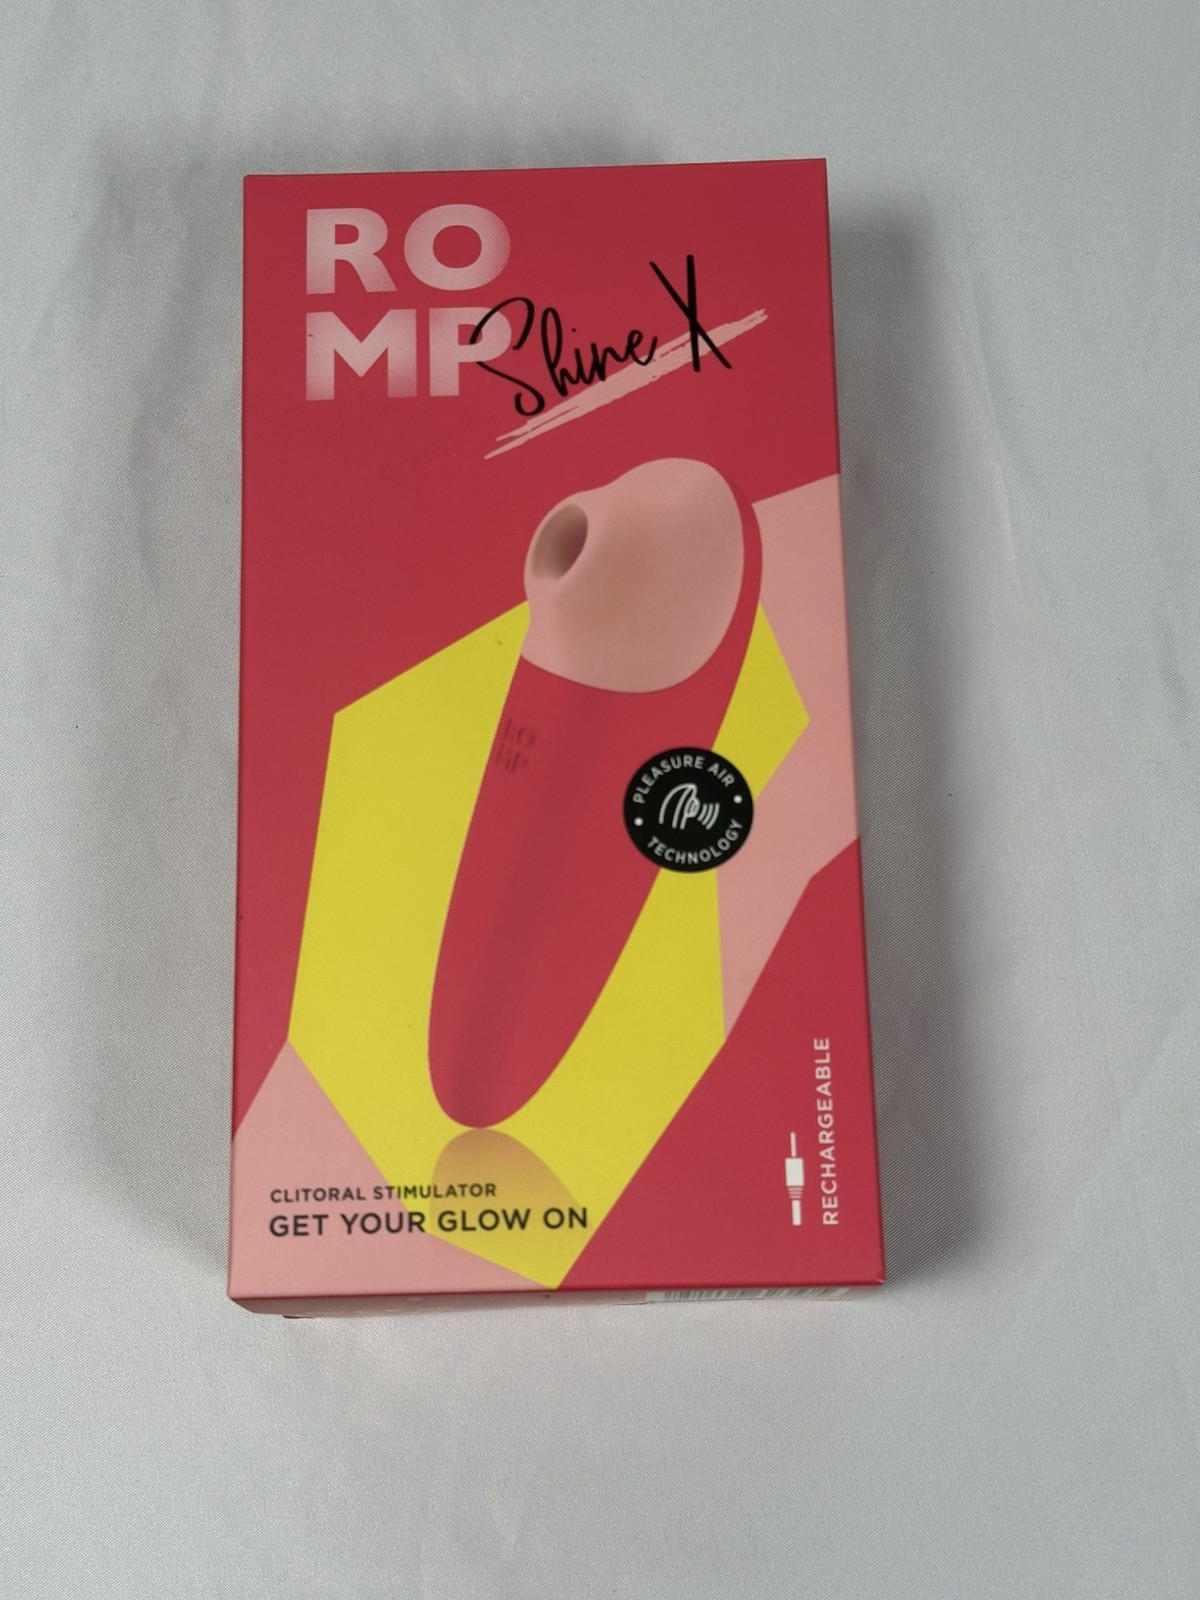 RO
MP
Shine X
RO
MP
PLEASURE AIR
TECHNOLOGY
RECHARGEABLE
CLITORAL STIMULATOR
GET YOUR GLOW ON